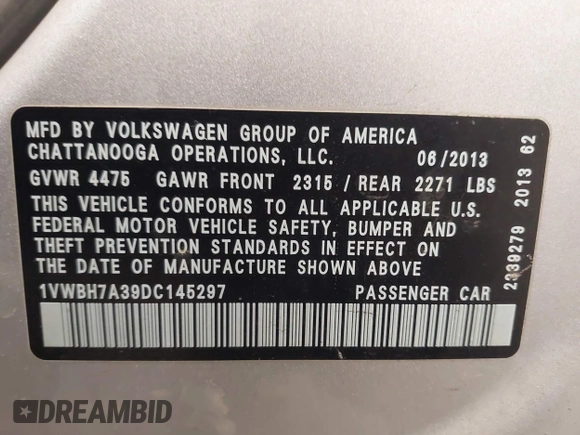 MFD BY VOLKSWAGEN GROUP OF AMERICA
CHATTANOOGA OPERATIONS, LLC. 06/2013
GVWR 4475 GAWR FRONT 2315 / REAR 2271 LBS
THIS VEHICLE CONFORMS TO ALL APPLICABLE U.S.
FEDERAL MOTOR VEHICLE SAFETY, BUMPER AND
THEFT PREVENTION STANDARDS IN EFFECT ON
THE DATE OF MANUFACTURE SHOWN ABOVE.
1VWBH7A39DC145297 PASSENGER CAR
2339279 2013 62
DREAMBID